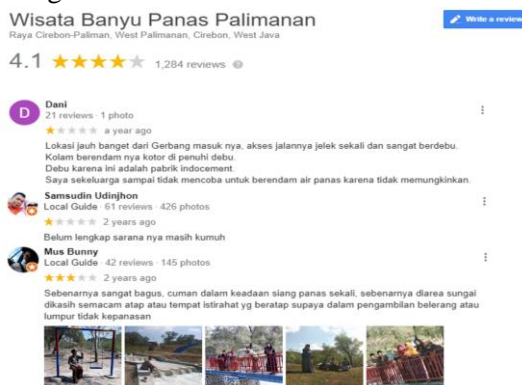 Wisata Banyu Panas Palimanan
Write a review
Raya Cirebon-Paliman, West Palimanan, Cirebon, West Java
4.1 1,284 reviews
D
Dani
21 reviews · 1 photo
a year ago
Lokasi jauh banget dari Gerbang masuk nya, akses jalannya jelek sekali dan sangat berdebu.
Kolam berendam nya kotor di penuhi debu.
Debu karena ini adalah pabrik indocement.
Saya sekeluarga sampai tidak mencoba untuk berendam air panas karena tidak memungkinkan.
Samsudin Udinjhon
Local Guide · 61 reviews · 426 photos
2 years ago
Belum lengkap sarana nya masih kumuh
Mus Bunny
Local Guide · 42 reviews · 145 photos
2 years ago
Sebenarnya sangat bagus, cuman dalam keadaan siang panas sekali, sebenarnya diarea sungai
dikasih semacam atap atau tempat istirahat yg beratap supaya dalam pengambilan belerang atau
lumpur tidak kepanasan